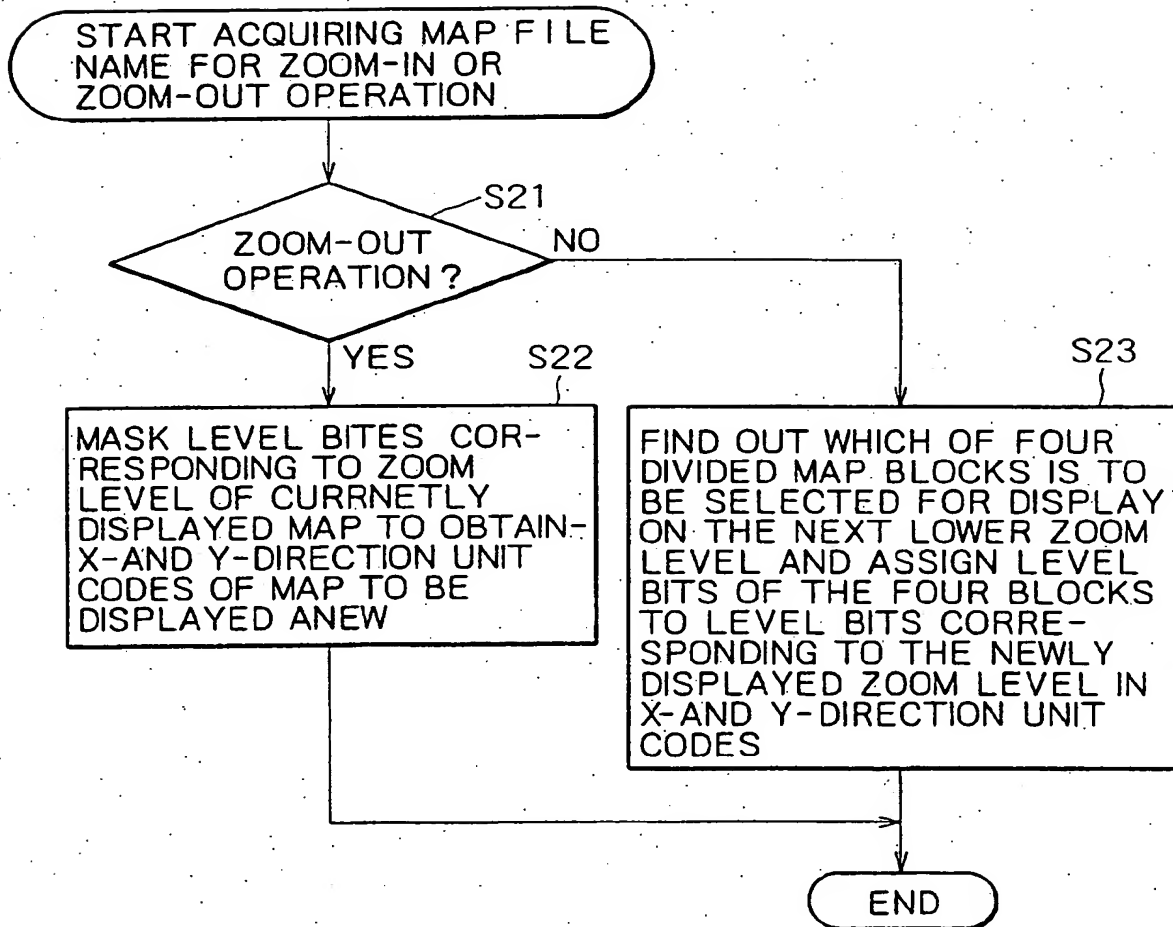 START ACQUIRING MAP FILE
NAME FOR ZOOM-IN OR
ZOOM-OUT OPERATION
S21
ZOOM-OUT
OPERATION?
NO
YES
S22
MASK LEVEL BITES COR-
RESPONDING TO ZOOM
LEVEL OF CURRNETLY
DISPLAYED MAP TO OBTAIN-
X-AND Y-DIRECTION UNIT
CODES OF MAP TO BE
DISPLAYED ANEW
S23
FIND OUT WHICH OF FOUR
DIVIDED MAP BLOCKS IS TO
BE SELECTED FOR DISPLAY
ON THE NEXT LOWER ZOOM
LEVEL AND ASSIGN LEVEL
BITS OF THE FOUR BLOCKS
TO LEVEL BITS CORRE-
SPONDING TO THE NEWLY
DISPLAYED ZOOM LEVEL IN
X-AND Y-DIRECTION UNIT
CODES
END